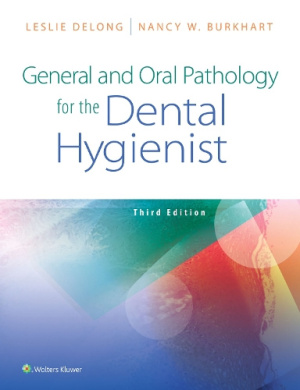 LESLIE DELONG | NANCY W. BURKHART
General and Oral Pathology
for the Dental
Hygienist
Third Edition
Wolters Kluwer